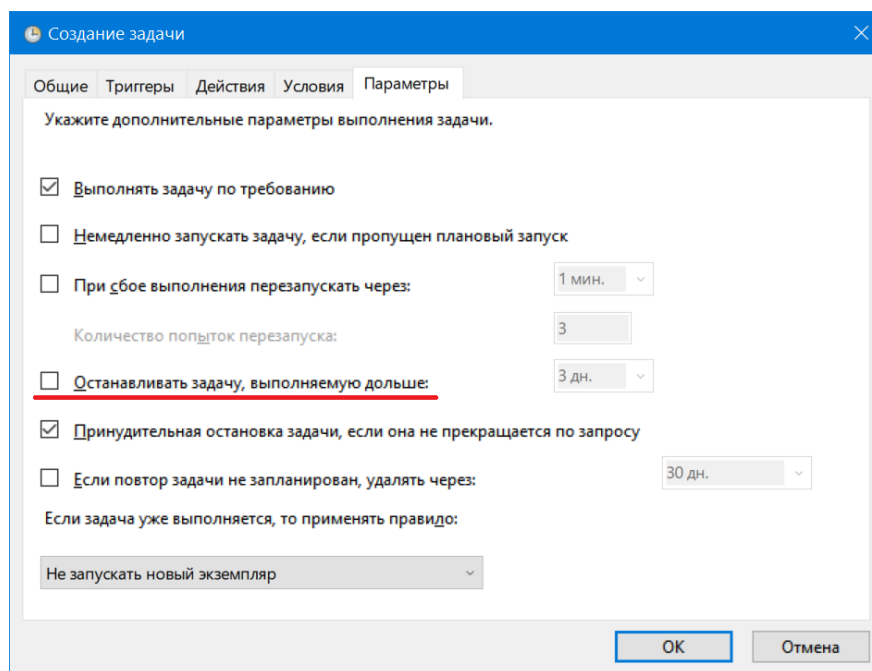 Создание задачи
Общие Триггеры Действия Условия Параметры
Укажите дополнительные параметры выполнения задачи.
Выполнять задачу по требованию
Немедленно запускать задачу, если пропущен плановый запуск
При сбое выполнения перезапускать через: 1 мин.
Количество попыток перезапуска: 3
Останавливать задачу, выполняемую дольше: 3 дн.
Принудительная остановка задачи, если она не прекращается по запросу
Если повтор задачи не запланирован, удалять через: 30 дн.
Если задача уже выполняется, то применять правило:
Не запускать новый экземпляр
ОК Отмена